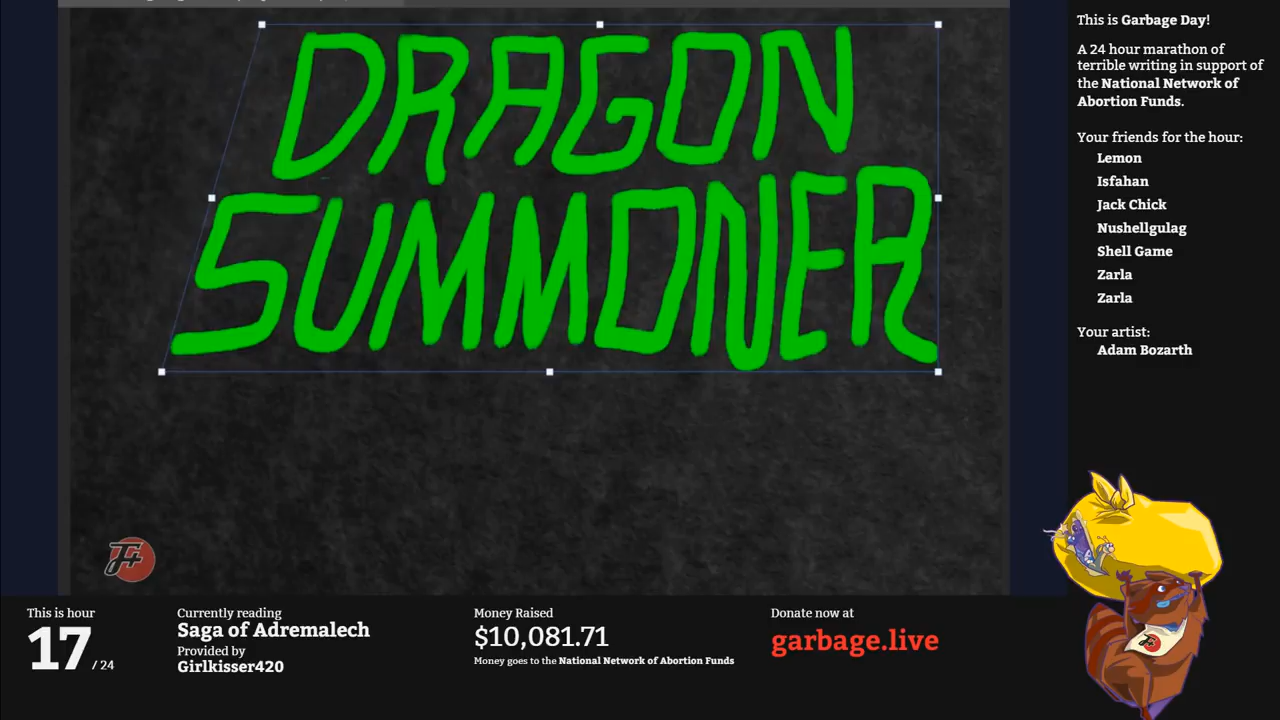 DRAGON
SUMMONER
This is Garbage Day!
A 24 hour marathon of
terrible writing in support of
the National Network of
Abortion Funds.
Your friends for the hour:
Lemon
Isfahan
Jack Chick
Nushellgulag
Shell Game
Zarla
Zarla
Your artist:
Adam Bozarth
F+
This is hour
17 / 24
Currently reading
Saga of Adremalech
Provided by
Girlkisser420
Money Raised
$10,081.71
Money goes to the National Network of Abortion Funds
Donate now at
garbage.live